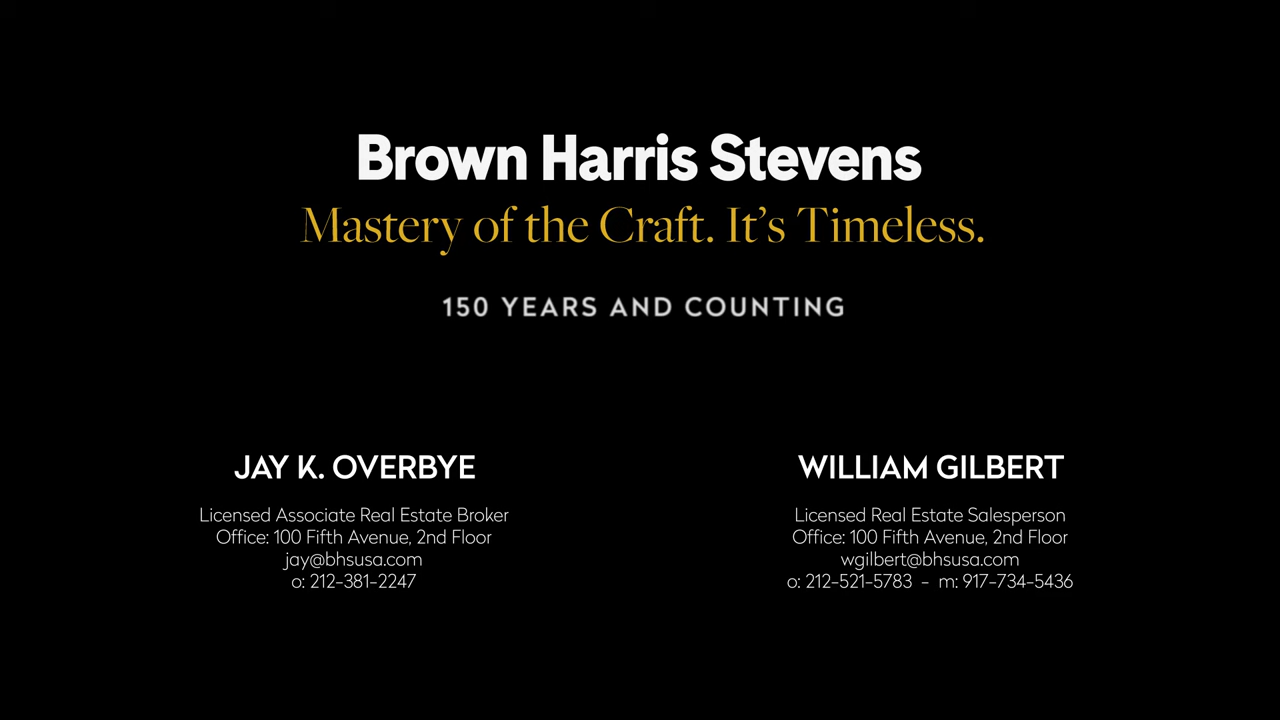 Brown Harris Stevens
Mastery of the Craft. It's Timeless.
150 YEARS AND COUNTING
JAY K. OVERBYE
Licensed Associate Real Estate Broker
Office: 100 Fifth Avenue, 2nd Floor
jay@bhsusa.com
o: 212-381-2247
WILLIAM GILBERT
Licensed Real Estate Salesperson
Office: 100 Fifth Avenue, 2nd Floor
wgilbert@bhsusa.com
o: 212-521-5783 - m: 917-734-5436